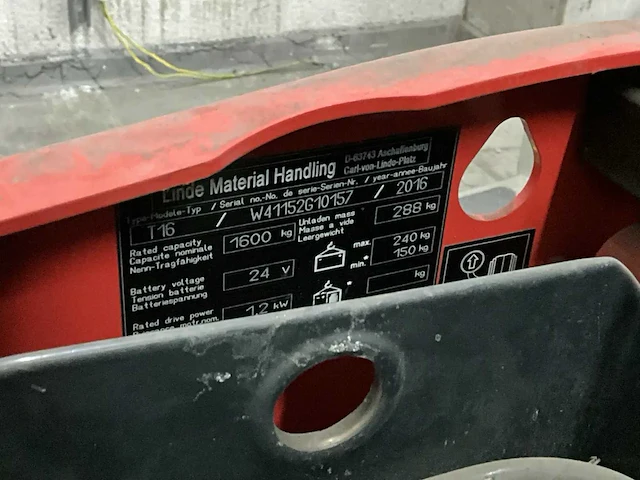 Linde Material Handling
D-63743 Aschaffenburg
Carl-von-Linde-Platz
Type-Modele-Typ / Serial no.-No. de serie-Serien-Nr. / year-annee-Baujahr
T16 / W41152G10157 / 2016
Rated capacity
Capacite nominale
Nenn-Tragfähigkeit
1600 kg
Unladen mass
Masse a vide
Leergewicht
288 kg
Battery voltage
Tension batterie
Batteriespannung
24 V
max. 240 kg
min.* 150 kg
Rated drive power
1,2 kW
* kg